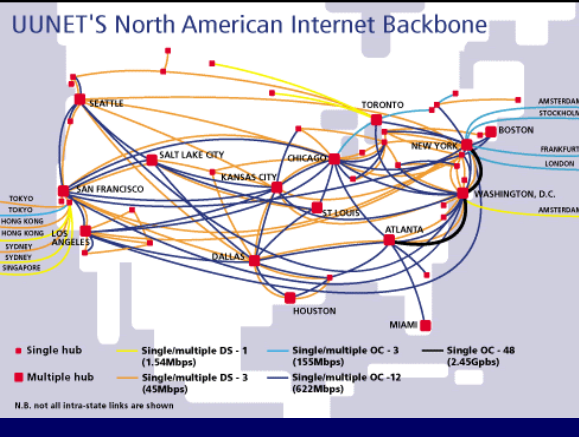 UUNET'S North American Internet Backbone
SEATTLE
TORONTO
AMSTERDAM
STOCKHOLM
BOSTON
NEW YORK
SALT LAKE CITY
CHICAGO
FRANKFURT
LONDON
KANSAS CITY
SAN FRANCISCO
WASHINGTON, D.C.
TOKYO
TOKYO
ST LOUIS
AMSTERDAM
HONG KONG
HONG KONG
LOS
ANGELES
ATLANTA
SYDNEY
SYDNEY
DALLAS
SINGAPORE
HOUSTON
MIAMI
Single hub
Multiple hub
Single/multiple DS - 1
(1.54Mbps)
Single/multiple DS - 3
(45Mbps)
Single/multiple OC - 3
(155Mbps)
Single/multiple OC -12
(622Mbps)
Single OC - 48
(2.45Gpbs)
N.B. not all intra-state links are shown